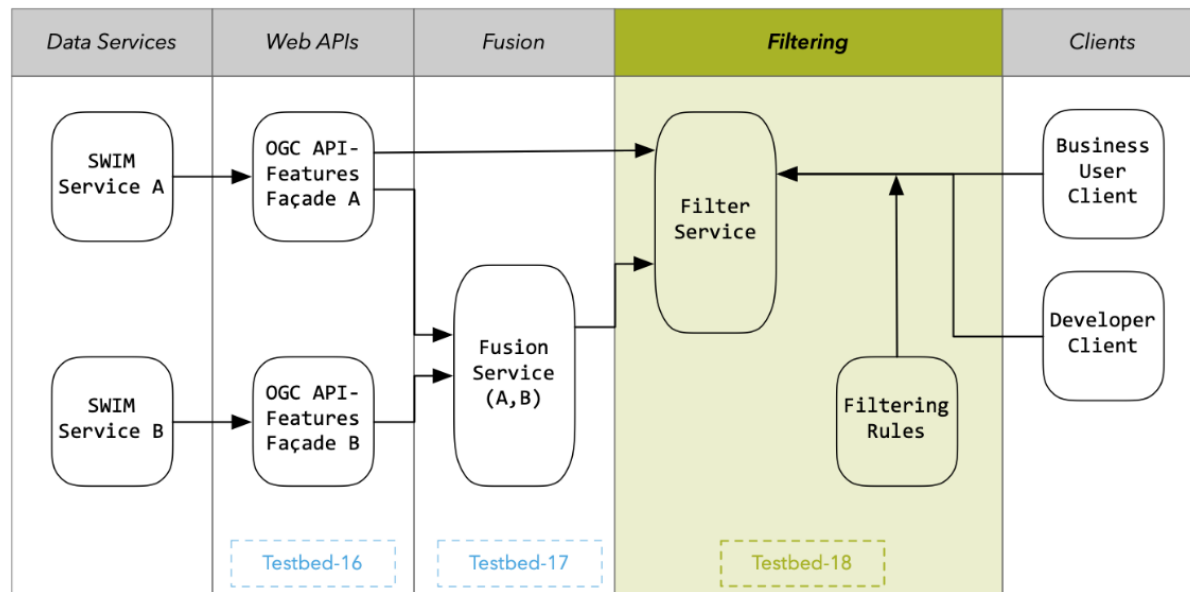 Data Services
Web APIs
Fusion
Filtering
Clients
SWIM
Service A
OGC API-
Features
Façade A
Filter
Service
Business
User
Client
Fusion
Service
(A,B)
Developer
Client
SWIM
Service B
OGC API-
Features
Façade B
Filtering
Rules
Testbed-16
Testbed-17
Testbed-18